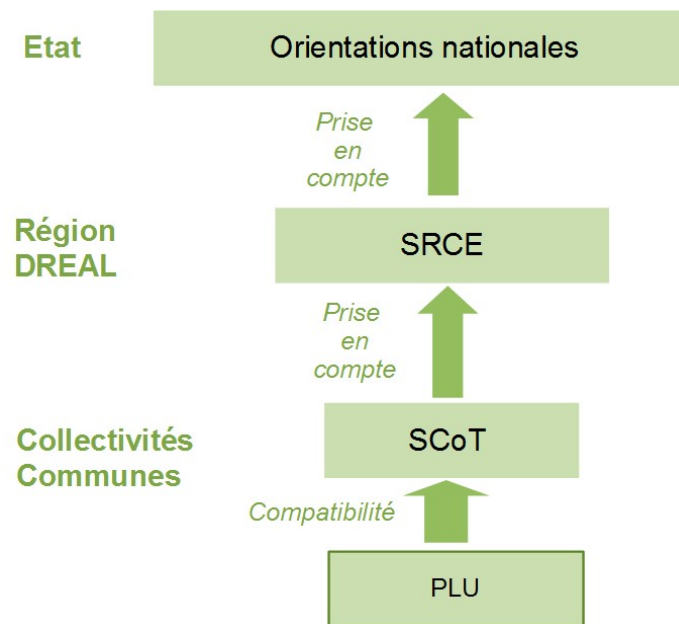 Etat
Orientations nationales
Prise
en
compte
Région
DREAL
SRCE
Prise
en
compte
Collectivités
Communes
SCoT
Compatibilité
PLU